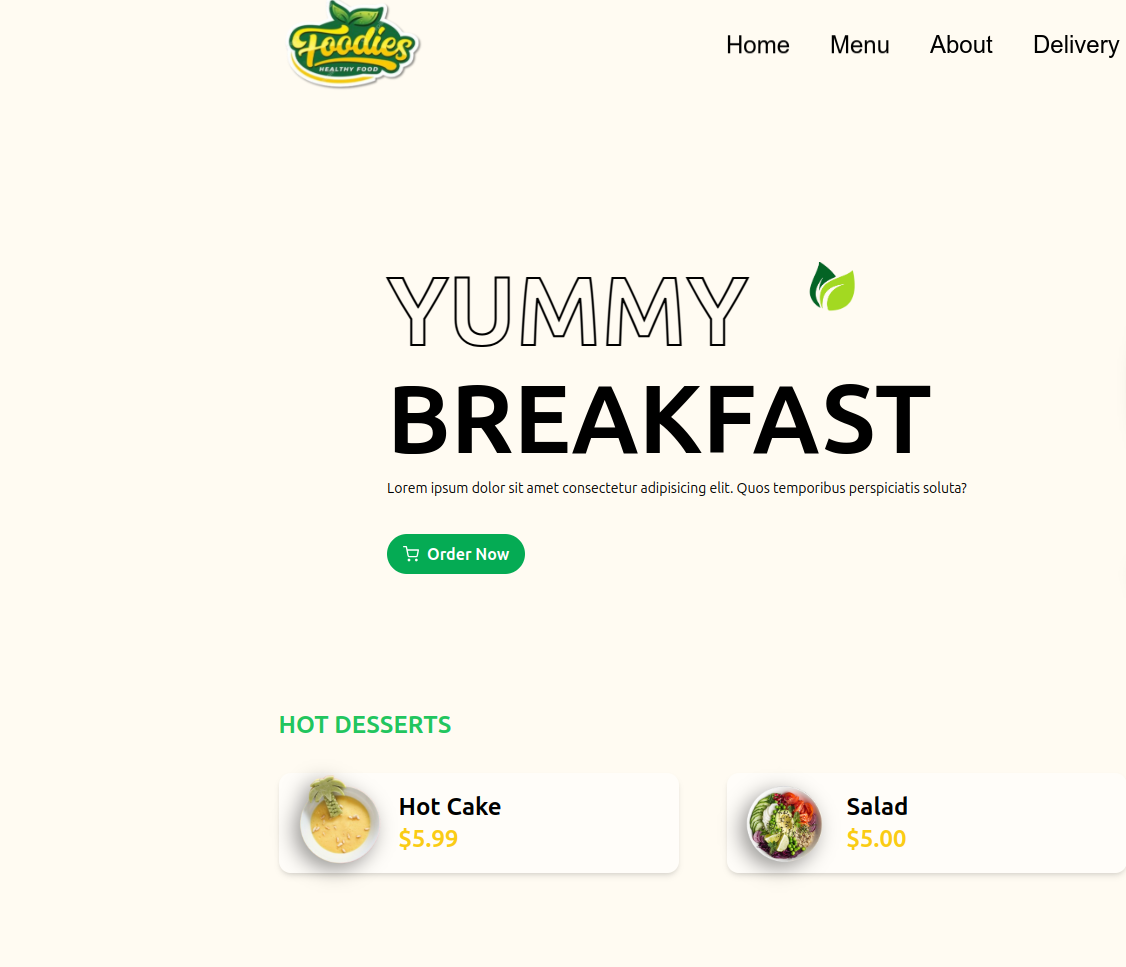 Foodies
HEALTHY FOOD
Home Menu About Delivery
YUMMY
BREAKFAST
Lorem ipsum dolor sit amet consectetur adipisicing elit. Quos temporibus perspiciatis soluta?
Order Now
HOT DESSERTS
Hot Cake
$5.99
Salad
$5.00